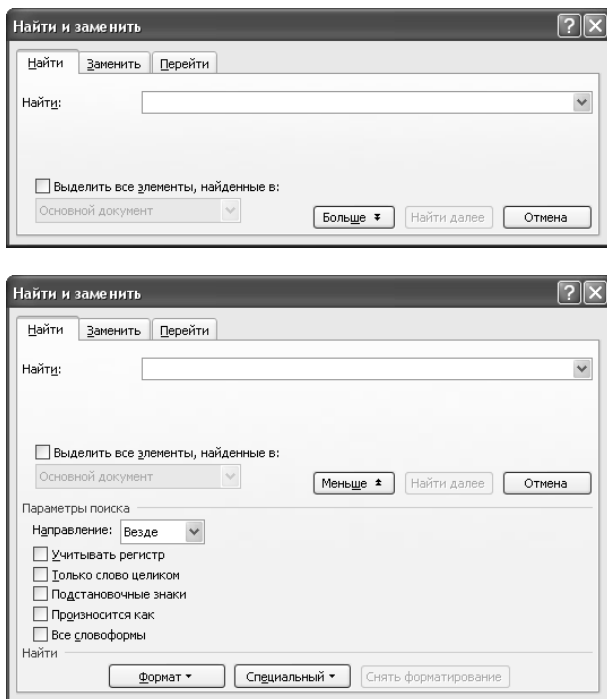 Найти и заменить
Найти Заменить Перейти
Найти:
Выделить все элементы, найденные в:
Основной документ
Больше Найти далее Отмена
Найти и заменить
Найти Заменить Перейти
Найти:
Выделить все элементы, найденные в:
Основной документ
Меньше Найти далее Отмена
Параметры поиска
Направление: Везде
Учитывать регистр
Только слово целиком
Подстановочные знаки
Произносится как
Все словоформы
Найти
Формат Специальный Снять форматирование